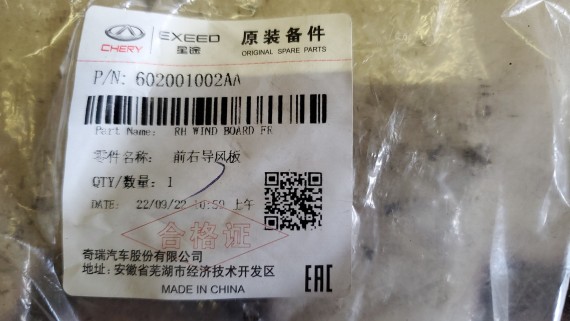 CHERY EXEED 星途 原装备件
ORIGINAL SPARE PARTS
P/N: 602001002AA
Part Name: RH WIND BOARD FR
零件名称: 前右导风板
QTY/数量: 1
DATE: 22/09/22 10:59 上午
合格证
奇瑞汽车股份有限公司
地址: 安徽省芜湖市经济技术开发区
MADE IN CHINA
EAC